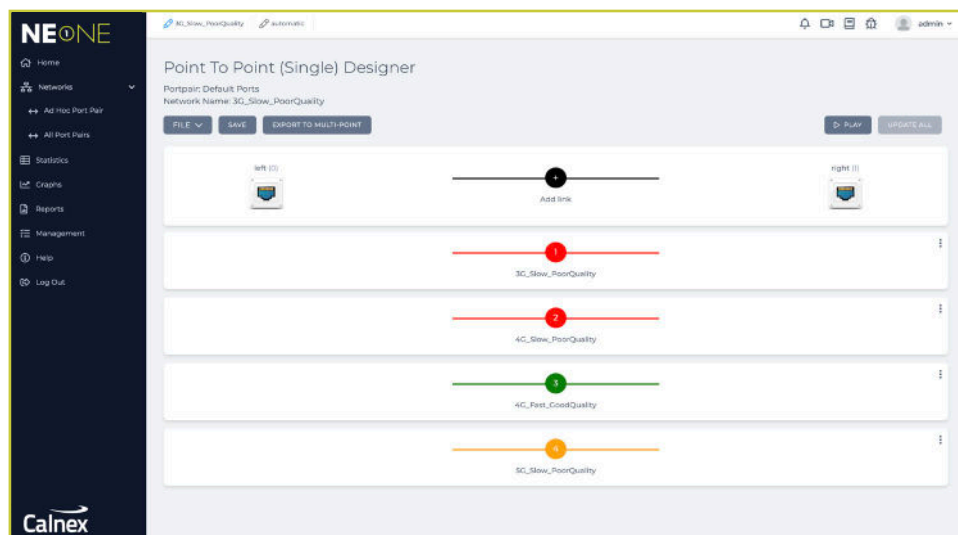 NE①NE
Home
Networks
Ad Hoc Port Pair
All Port Pairs
Statistics
Graphs
Reports
Management
Help
Log Out
Calnex
3G_Slow_PoorQuality
automatic
admin
Point To Point (Single) Designer
Portpair: Default Ports
Network Name: 3G_Slow_PoorQuality
FILE SAVE EXPORT TO MULTI-POINT PLAY UPDATE ALL
left (0) + right (1)
Add link
1
3G_Slow_PoorQuality
2
4G_Slow_PoorQuality
3
4G_Fast_GoodQuality
4
5G_Slow_PoorQuality